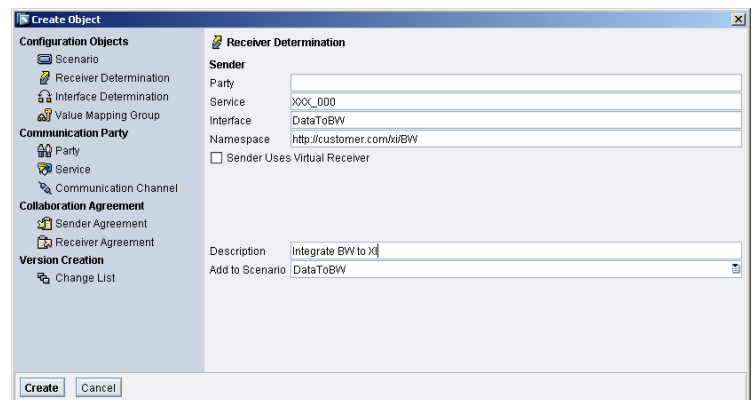 Create Object
Configuration Objects
Scenario
Receiver Determination
Interface Determination
Value Mapping Group
Communication Party
Party
Service
Communication Channel
Collaboration Agreement
Sender Agreement
Receiver Agreement
Version Creation
Change List
Receiver Determination
Sender
Party
Service XXX_000
Interface DataToBW
Namespace http://customer.com/xi/BW
Sender Uses Virtual Receiver
Description Integrate BW to XI
Add to Scenario DataToBW
Create Cancel